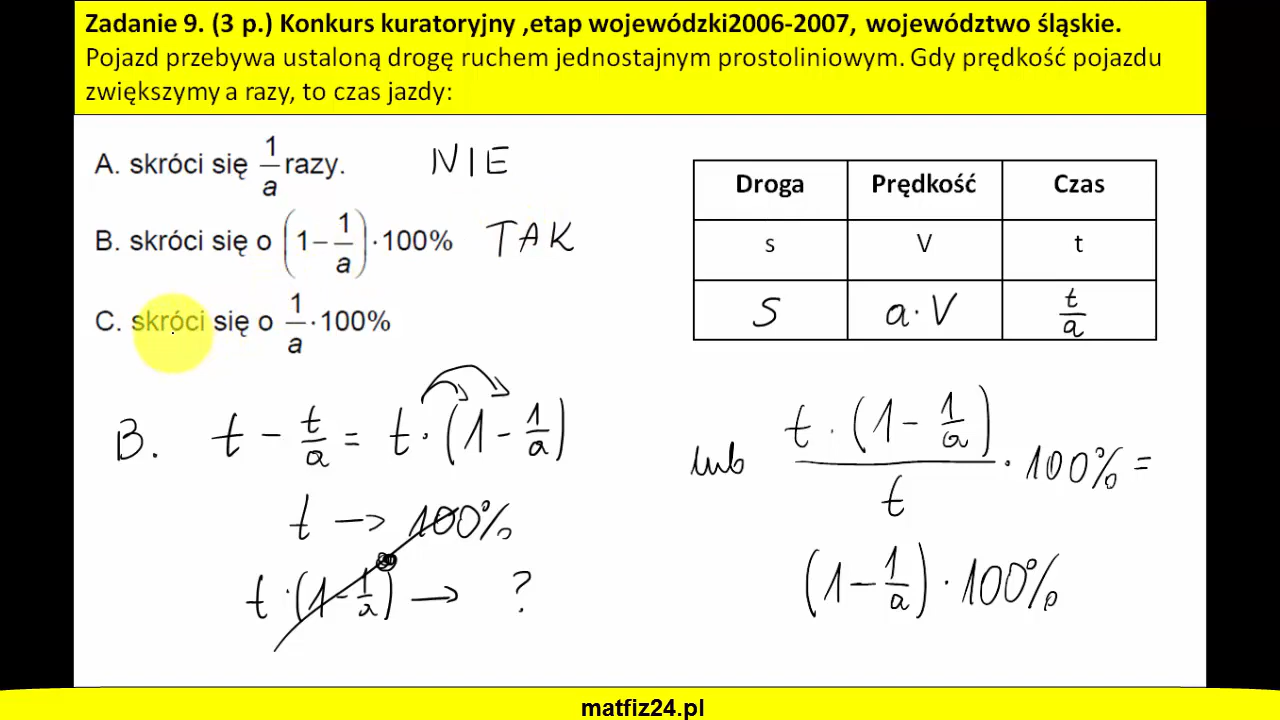 Zadanie 9. (3 p.) Konkurs kuratoryjny ,etap wojewódzki2006-2007, województwo śląskie.
Pojazd przebywa ustaloną drogę ruchem jednostajnym prostoliniowym. Gdy prędkość pojazdu
zwiększymy a razy, to czas jazdy:
A. skróci się 1/a razy. NIE
B. skróci się o (1-1/a)·100% TAK
C. skróci się o 1/a·100%
Droga Prędkość Czas
s V t
S a·V t/a
B. t - t/a = t·(1-1/a)
t → 100%
t·(1-1/a) → ?
lub t·(1-1/a)/t · 100% =
(1-1/a)·100%
matfiz24.pl